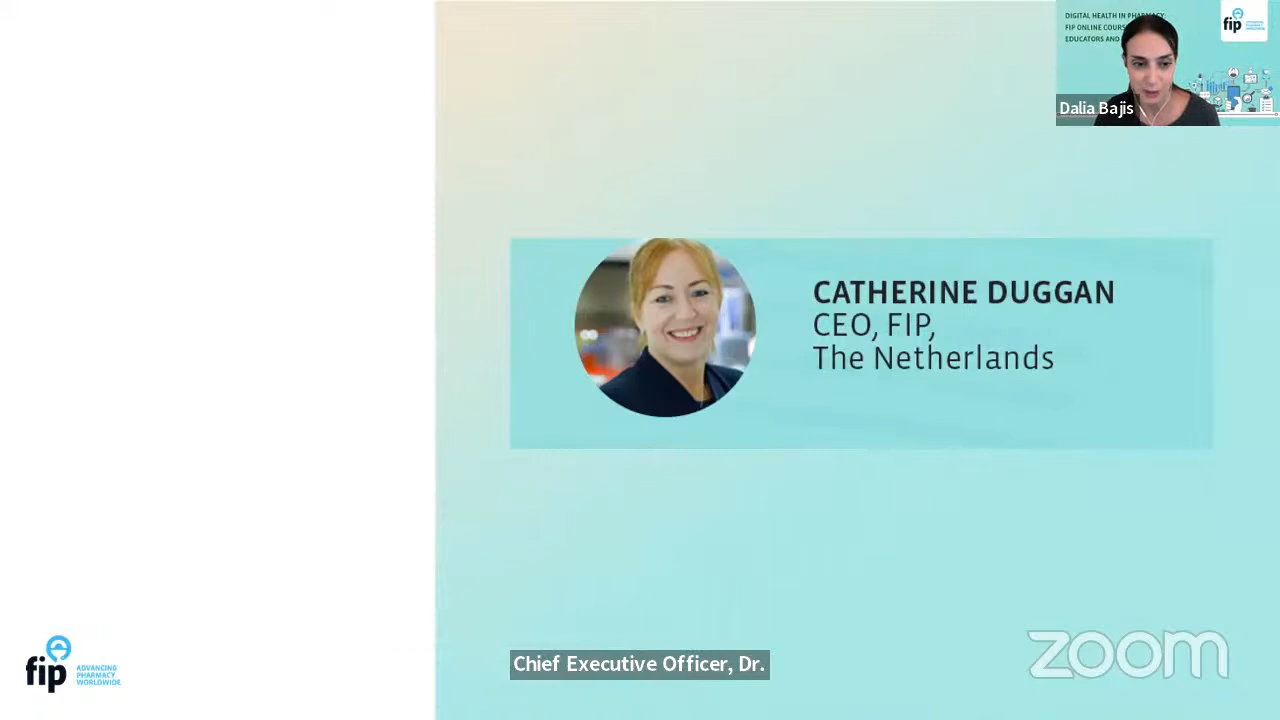 DIGITAL HEALTH IN PHARMACY:
FIP ONLINE COURS
EDUCATORS AND
fip
Dalia Bajis
CATHERINE DUGGAN
CEO, FIP,
The Netherlands
fip
ADVANCING
PHARMACY
WORLDWIDE
Chief Executive Officer, Dr.
zoom